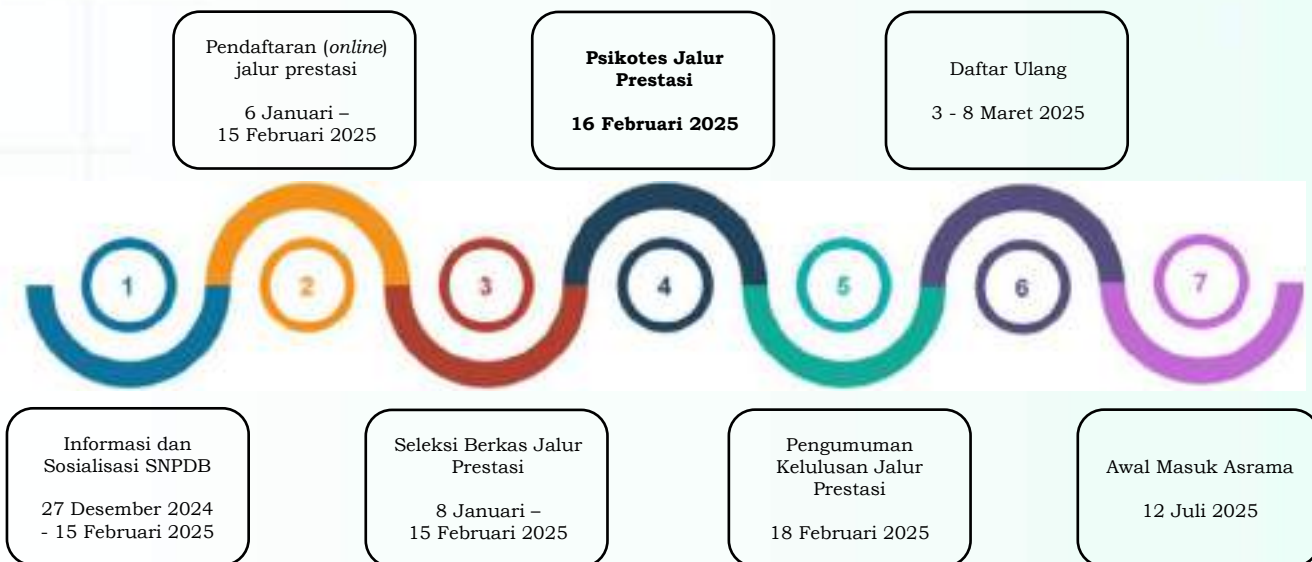 Pendaftaran (online)
jalur prestasi
6 Januari –
15 Februari 2025
Psikotes Jalur
Prestasi
16 Februari 2025
Daftar Ulang
3 - 8 Maret 2025
1
2
3
4
5
6
7
Informasi dan
Sosialisasi SNPDB
27 Desember 2024
- 15 Februari 2025
Seleksi Berkas Jalur
Prestasi
8 Januari –
15 Februari 2025
Pengumuman
Kelulusan Jalur
Prestasi
18 Februari 2025
Awal Masuk Asrama
12 Juli 2025